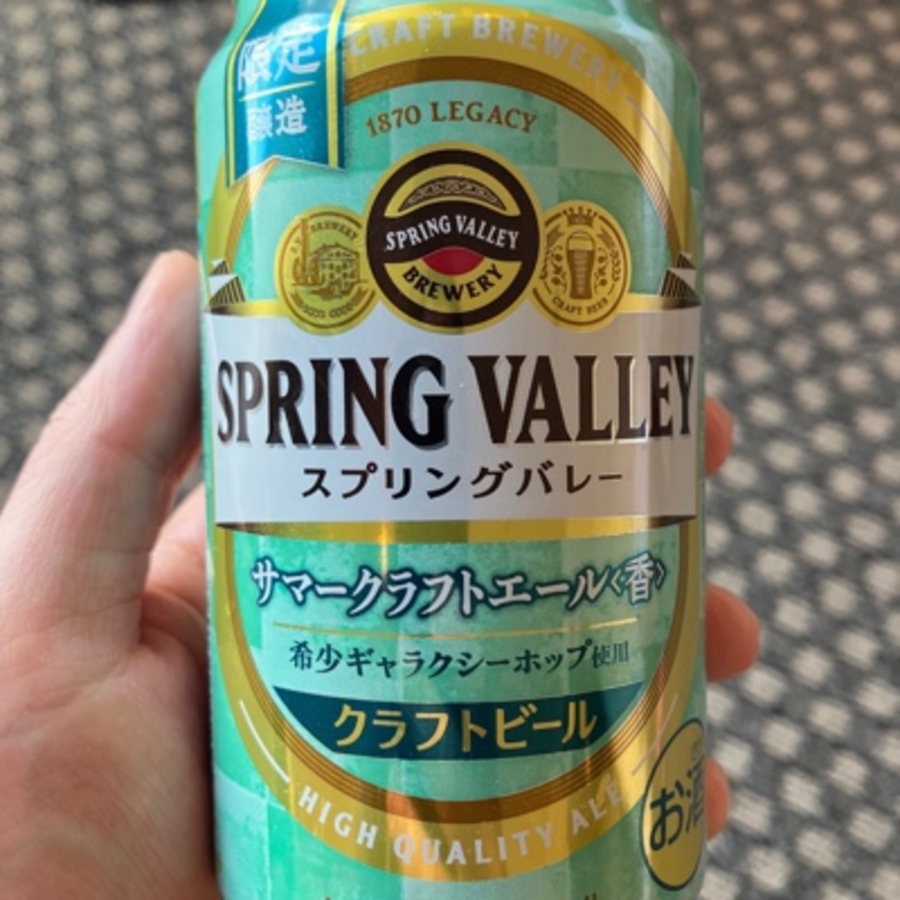 限定
醸造
CRAFT BREWERY
1870 LEGACY
BREWERY
SPRING VALLEY
BREWERY
CRAFT BEER
SPRING VALLEY
スプリングバレー
サマークラフトエール〈香〉
希少ギャラクシーホップ使用
クラフトビール
HIGH QUALITY ALE
お酒